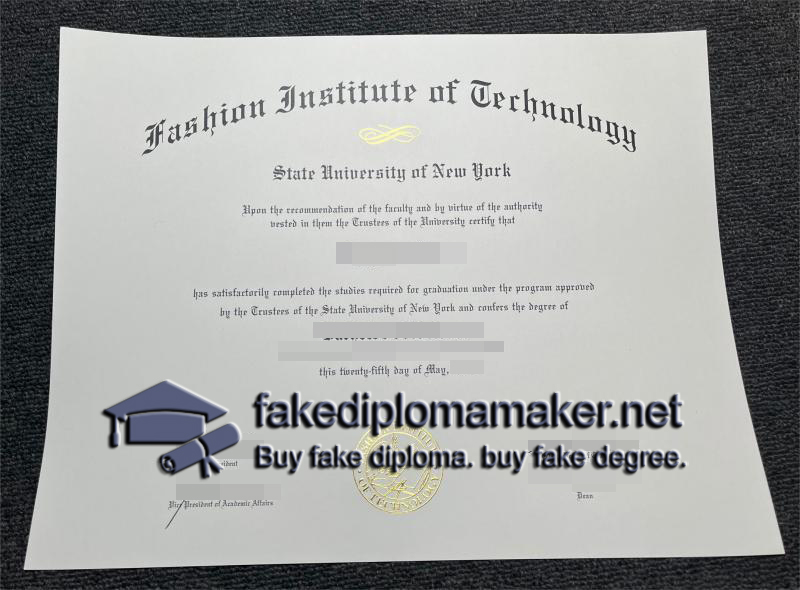 Fashion Institute of Technology
State University of New York
Upon the recommendation of the faculty and by virtue of the authority
vested in them the Trustees of the University certify that
has satisfactorily completed the studies required for graduation under the program approved
by the Trustees of the State University of New York and confers the degree of
this twenty-fifth day of May,
fakediplomamaker.net
Buy fake diploma. buy fake degree.
Vice President of Academic Affairs
Dean
OF TECHNOLOGY